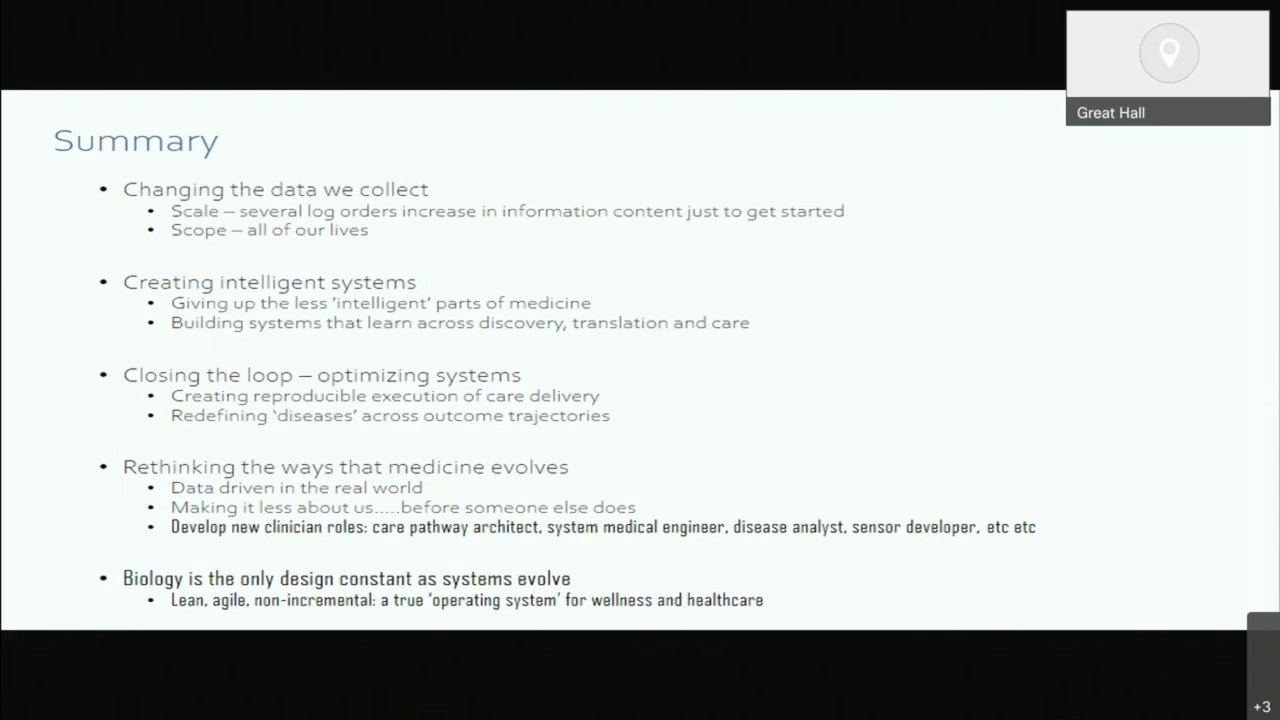 Great Hall
Summary
• Changing the data we collect
• Scale – several log orders increase in information content just to get started
• Scope – all of our lives
• Creating intelligent systems
• Giving up the less ‘intelligent’ parts of medicine
• Building systems that learn across discovery, translation and care
• Closing the loop – optimizing systems
• Creating reproducible execution of care delivery
• Redefining ‘diseases’ across outcome trajectories
• Rethinking the ways that medicine evolves
• Data driven in the real world
• Making it less about us.....before someone else does
• Develop new clinician roles: care pathway architect, system medical engineer, disease analyst, sensor developer, etc etc
• Biology is the only design constant as systems evolve
• Lean, agile, non-incremental: a true ‘operating system’ for wellness and healthcare
+3